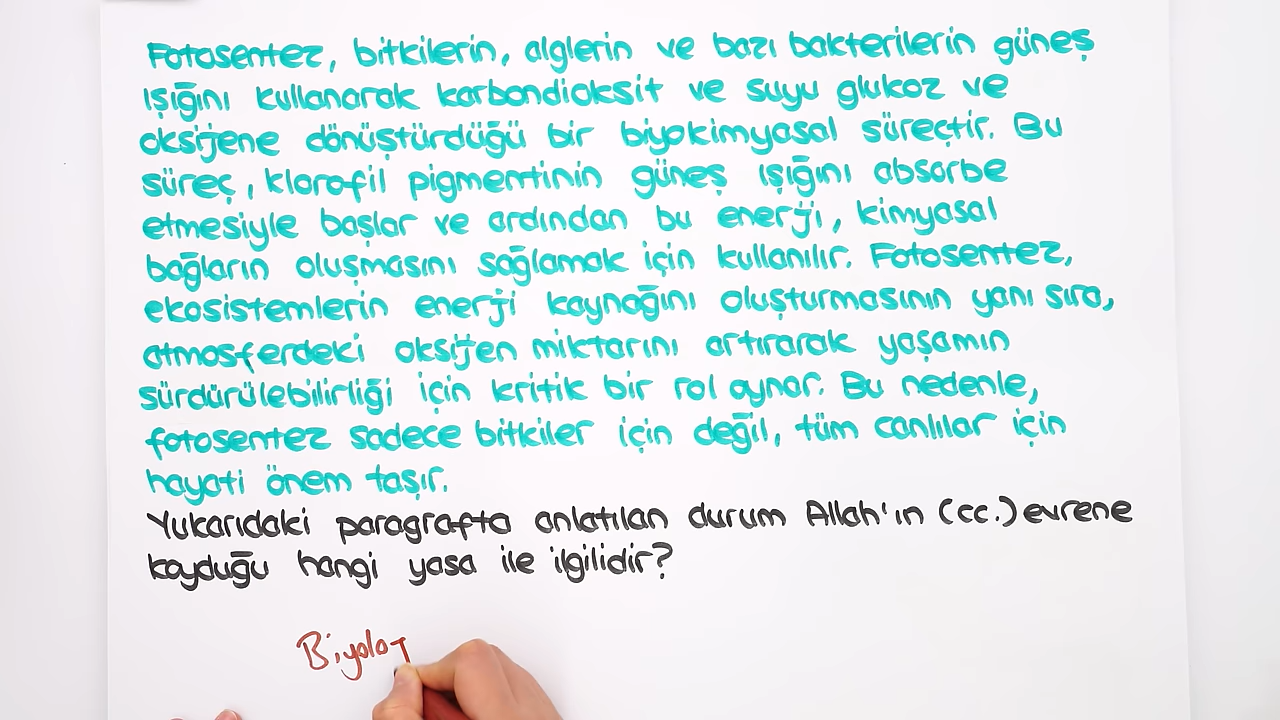 Fotosentez, bitkilerin, alglerin ve bazı bakterilerin güneş
ışığını kullanarak karbondioksit ve suyu glukoz ve
oksijene dönüştürdüğü bir biyokimyasal süreçtir. Bu
süreç, klorofil pigmentinin güneş ışığını absorbe
etmesiyle başlar ve ardından bu enerji, kimyasal
bağların oluşmasını sağlamak için kullanılır. Fotosentez,
ekosistemlerin enerji kaynağını oluşturmasının yanı sıra,
atmosferdeki oksijen miktarını artırarak yaşamın
sürdürülebilirliği için kritik bir rol oynar. Bu nedenle,
fotosentez sadece bitkiler için değil, tüm canlılar için
hayati önem taşır.
Yukarıdaki paragrafta anlatılan durum Allah'ın (cc.) evrene
koyduğu hangi yasa ile ilgilidir?
Biyoloj